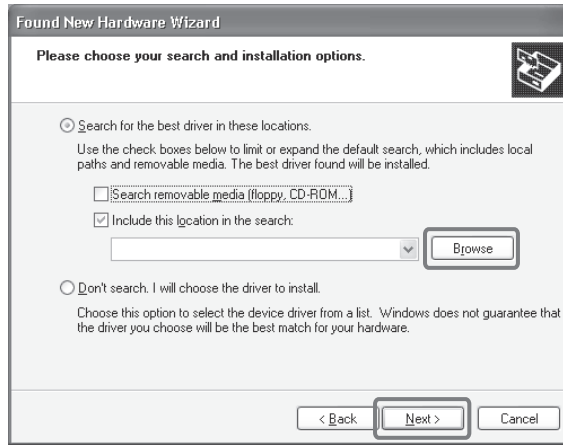 Found New Hardware Wizard
Please choose your search and installation options.
Search for the best driver in these locations.
Use the check boxes below to limit or expand the default search, which includes local
paths and removable media. The best driver found will be installed.
Search removable media (floppy, CD-ROM...)
Include this location in the search:
Browse
Don't search. I will choose the driver to install.
Choose this option to select the device driver from a list. Windows does not guarantee that
the driver you choose will be the best match for your hardware.
< Back Next > Cancel